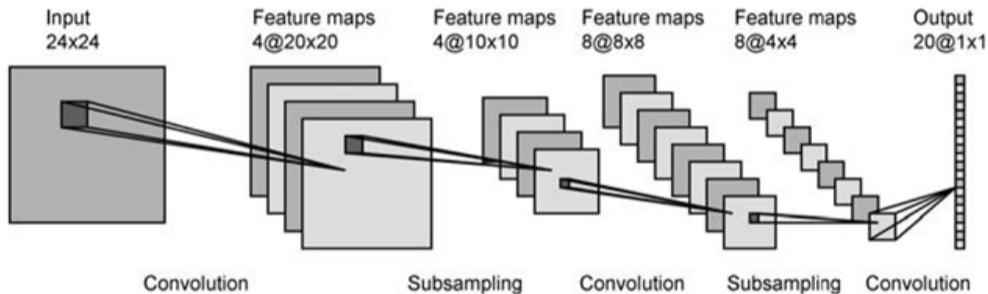 Input
24x24
Feature maps
4@20x20
Feature maps
4@10x10
Feature maps
8@8x8
Feature maps
8@4x4
Output
20@1x1
Convolution
Subsampling
Convolution
Subsampling
Convolution